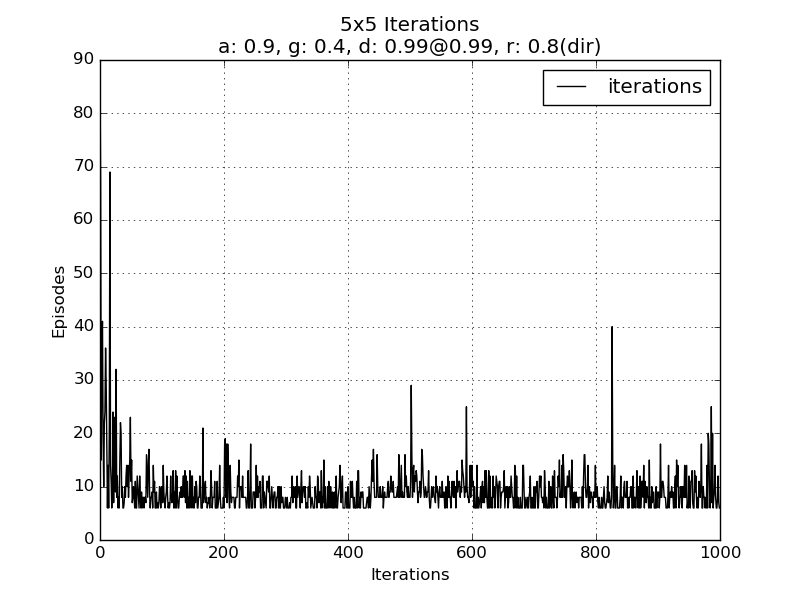 5x5 Iterations
a: 0.9, g: 0.4, d: 0.99@0.99, r: 0.8(dir)
iterations
90
80
70
60
50
40
30
20
10
0
Episodes
0 200 400 600 800 1000
Iterations